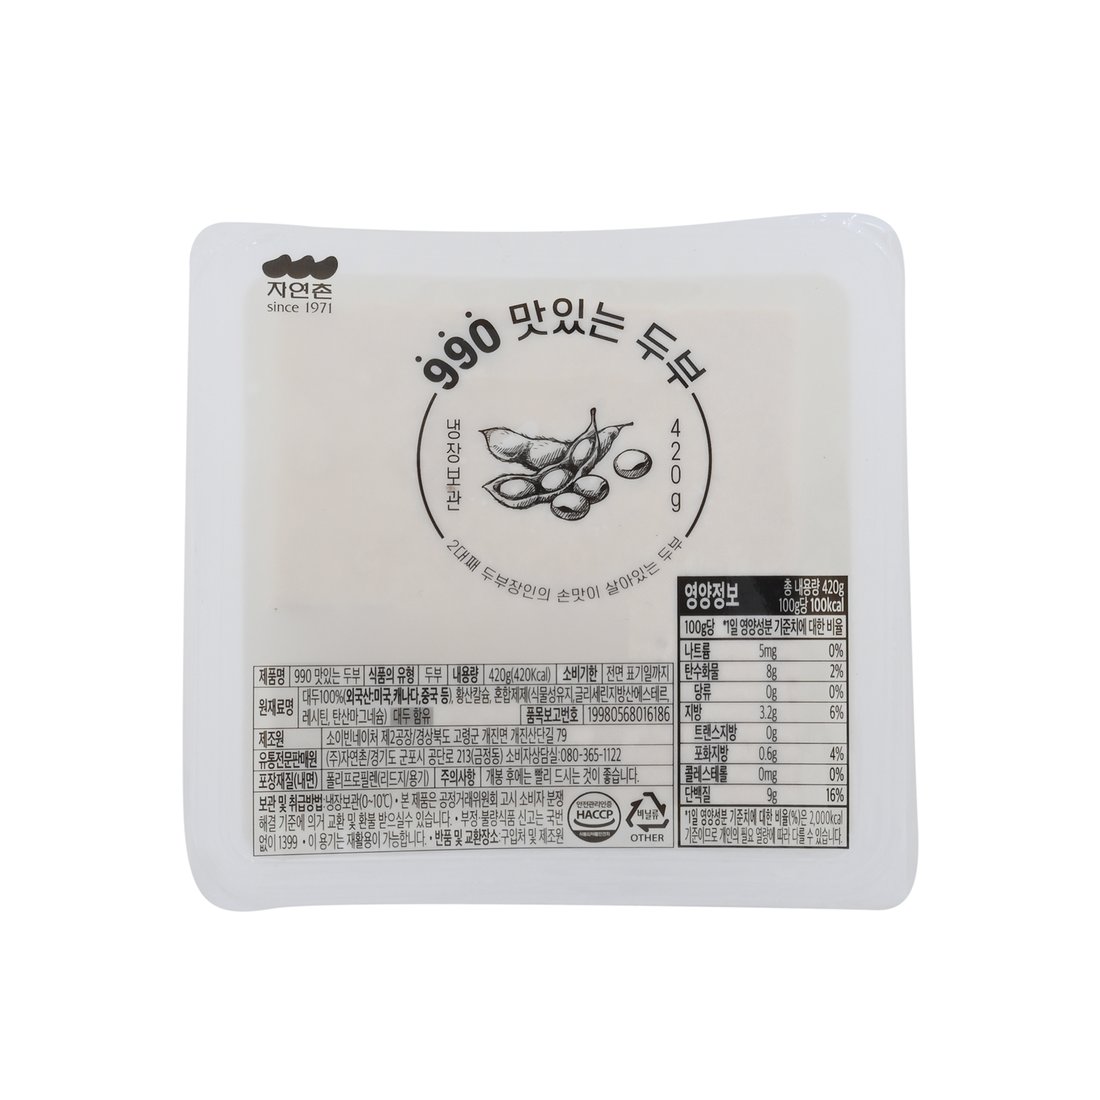 자연촌
since 1971
990 맛있는 두부
냉장보관
420g
2대째 두부장인의 손맛이 살아있는 두부
영양정보
총 내용량 420g
100g당 100kcal
100g당 *1일 영양성분 기준치에 대한 비율
나트륨 5mg 0%
탄수화물 8g 2%
당류 0g 0%
지방 3.2g 6%
트랜스지방 0g
포화지방 0.6g 4%
콜레스테롤 0mg 0%
단백질 9g 16%
*1일 영양성분 기준치에 대한 비율(%)은 2,000kcal
기준이므로 개인의 필요 열량에 따라 다를 수 있습니다.
제품명 990 맛있는 두부 식품의 유형 두부 내용량 420g(420Kcal) 소비기한 전면 표기일까지
원재료명 대두100%(외국산:미국,캐나다,중국 등), 황산칼슘, 혼합제제(식물성유지,글리세린지방산에스테르,
레시틴, 탄산마그네슘) 대두 함유 품목보고번호 19980568016186
제조원 소이빈네이처 제2공장/경상북도 고령군 개진면 개진산단길 79
유통전문판매원 (주)자연촌/경기도 군포시 공단로 213(금정동) 소비자상담실:080-365-1122
포장재질(내면) 폴리프로필렌(리드지/용기) 주의사항 개봉 후에는 빨리 드시는 것이 좋습니다.
보관 및 취급방법:냉장보관(0~10℃) • 본 제품은 공정거래위원회 고시 소비자 분쟁
해결 기준에 의거 교환 및 환불 받으실수 있습니다. • 부정·불량식품 신고는 국번
없이 1399 • 이 용기는 재활용이 가능합니다. • 반품 및 교환장소:구입처 및 제조원
안전관리인증
HACCP
식품의약품안전처
비닐류
OTHER